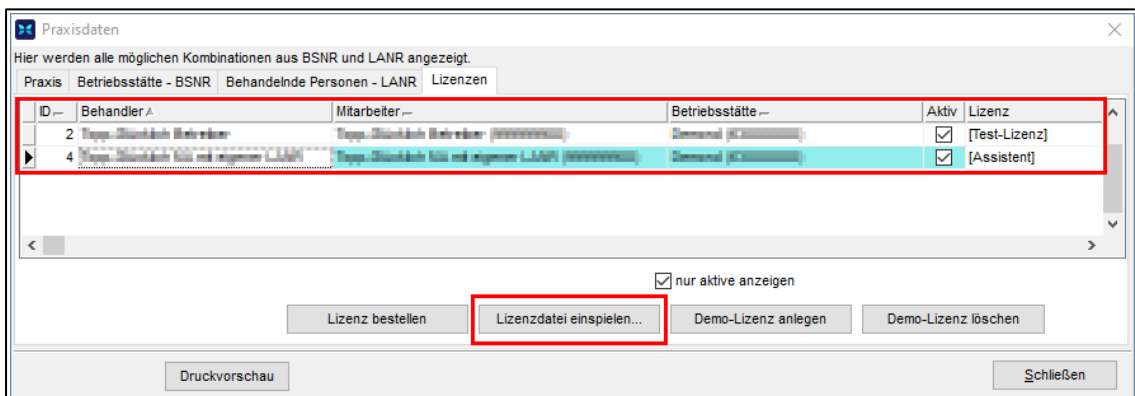 Praxisdaten
Hier werden alle möglichen Kombinationen aus BSNR und LANR angezeigt.
Praxis Betriebsstätte - BSNR Behandelnde Personen - LANR Lizenzen
ID Behandler Mitarbeiter Betriebsstätte Aktiv Lizenz
2 [Test-Lizenz]
4 [Assistent]
nur aktive anzeigen
Lizenz bestellen Lizenzdatei einspielen... Demo-Lizenz anlegen Demo-Lizenz löschen
Druckvorschau Schließen